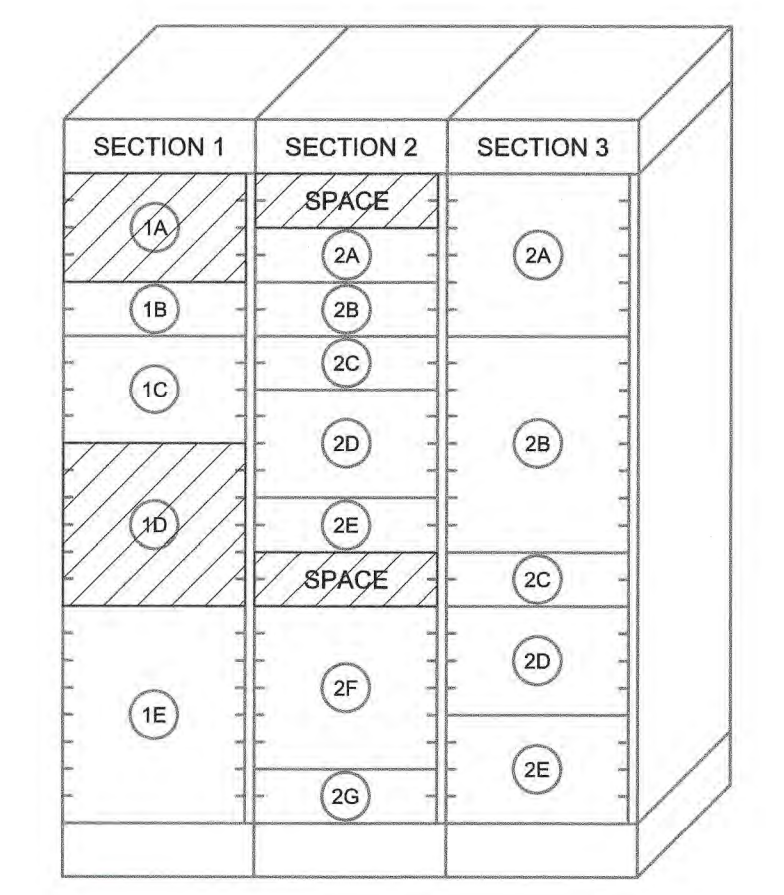 SECTION 1
SECTION 2
SECTION 3
1A
1B
1C
1D
1E
SPACE
2A
2B
2C
2D
2E
SPACE
2F
2G
2A
2B
2C
2D
2E